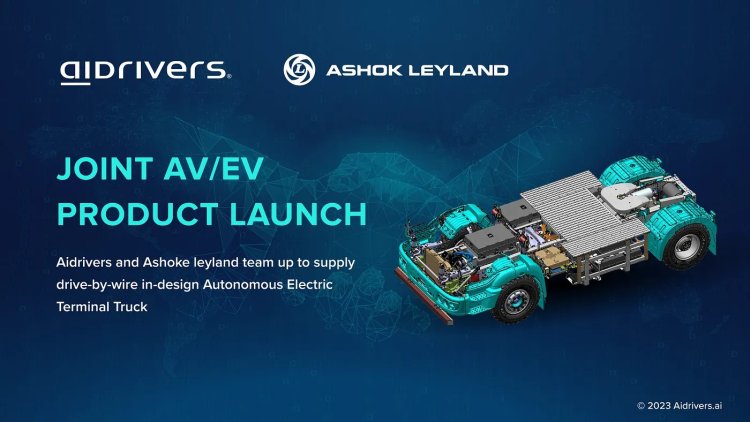 aiDrivers®
ASHOK LEYLAND
JOINT AV/EV
PRODUCT LAUNCH
Aidrivers and Ashoke leyland team up to supply
drive-by-wire in-design Autonomous Electric
Terminal Truck
© 2023 Aidrivers.ai